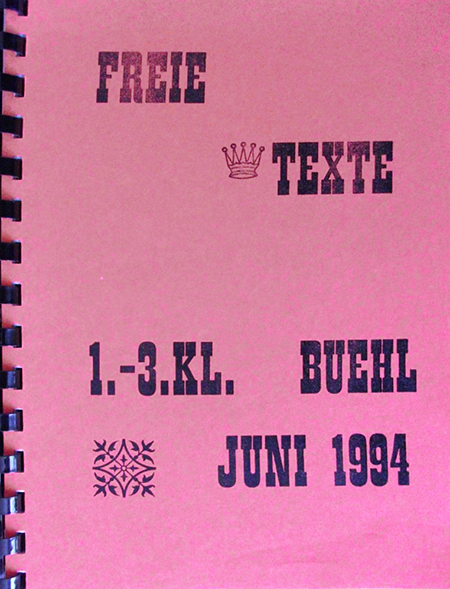 FREIE
TEXTE
1.-3.KL. BUEHL
JUNI 1994